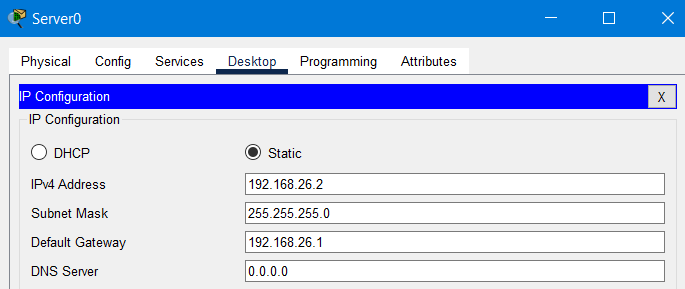 Server0
Physical Config Services Desktop Programming Attributes
IP Configuration X
IP Configuration
DHCP Static
IPv4 Address 192.168.26.2
Subnet Mask 255.255.255.0
Default Gateway 192.168.26.1
DNS Server 0.0.0.0